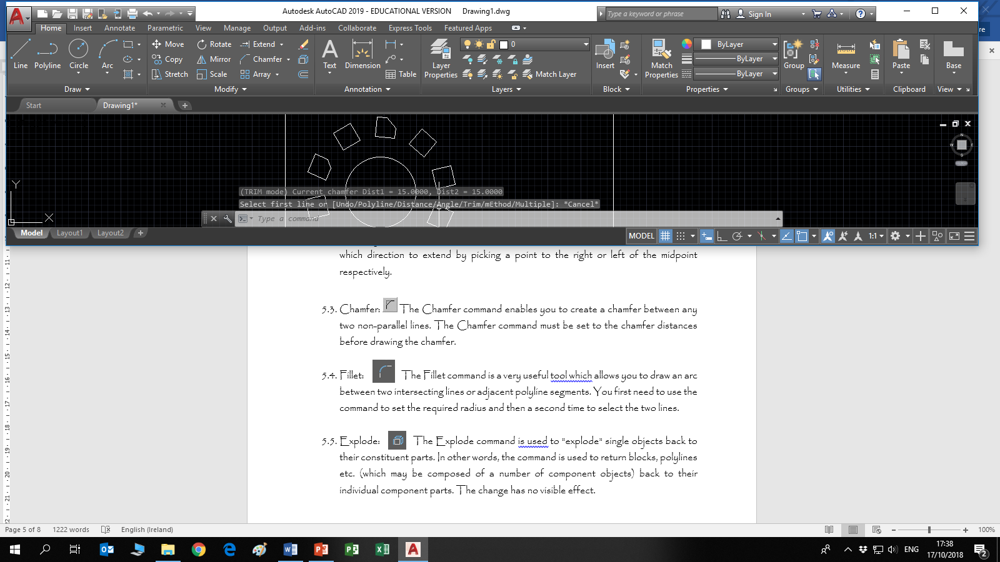 Autodesk AutoCAD 2019 - EDUCATIONAL VERSION Drawing1.dwg
Type a keyword or phrase
Sign In
Home Insert Annotate Parametric View Manage Output Add-ins Collaborate Express Tools Featured Apps
Line Polyline Circle Arc
Move Rotate Extend
Copy Mirror Chamfer
Stretch Scale Array
Text Dimension Table
Layer Properties
0
Match Layer
Insert
Match Properties
ByLayer
ByLayer
ByLayer
Group Measure Paste Base
Draw Modify Annotation Layers Block Properties Groups Utilities Clipboard View
Start Drawing1*
N
W E
S
Y
X
(TRIM mode) Current chamfer Dist1 = 15.0000, Dist2 = 15.0000
Select first line or [Undo/Polyline/Distance/Angle/Trim/mEthod/Multiple]: *Cancel*
Type a command
Model Layout1 Layout2
MODEL 1:1
which direction to extend by picking a point to the right or left of the midpoint
respectively.
5.3. Chamfer: The Chamfer command enables you to create a chamfer between any
two non-parallel lines. The Chamfer command must be set to the chamfer distances
before drawing the chamfer.
5.4. Fillet: The Fillet command is a very useful tool which allows you to draw an arc
between two intersecting lines or adjacent polyline segments. You first need to use the
command to set the required radius and then a second time to select the two lines.
5.5. Explode: The Explode command is used to "explode" single objects back to
their constituent parts. In other words, the command is used to return blocks, polylines
etc. (which may be composed of a number of component objects) back to their
individual component parts. The change has no visible effect.
Page 5 of 8 1222 words English (Ireland) 100%
ENG
17:38
17/10/2018
2